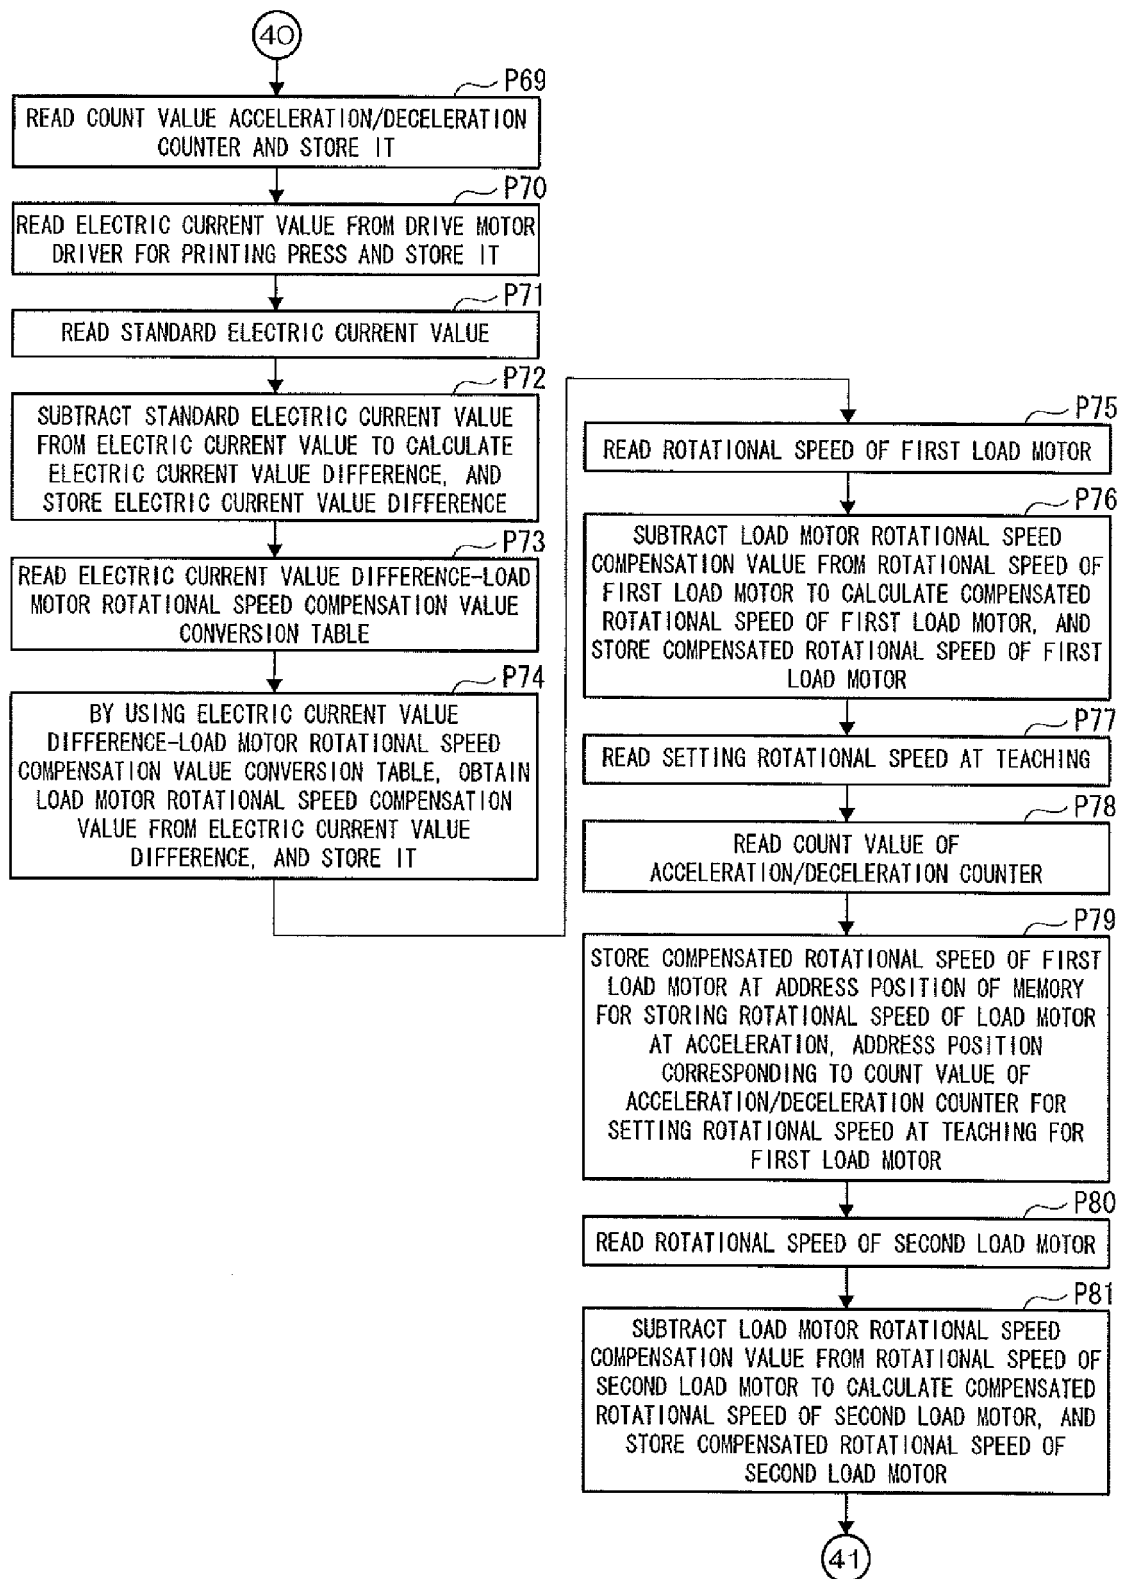 40
P69
READ COUNT VALUE ACCELERATION/DECELERATION
COUNTER AND STORE IT
P70
READ ELECTRIC CURRENT VALUE FROM DRIVE MOTOR
DRIVER FOR PRINTING PRESS AND STORE IT
P71
READ STANDARD ELECTRIC CURRENT VALUE
P72
SUBTRACT STANDARD ELECTRIC CURRENT VALUE
FROM ELECTRIC CURRENT VALUE TO CALCULATE
ELECTRIC CURRENT VALUE DIFFERENCE, AND
STORE ELECTRIC CURRENT VALUE DIFFERENCE
P73
READ ELECTRIC CURRENT VALUE DIFFERENCE-LOAD
MOTOR ROTATIONAL SPEED COMPENSATION VALUE
CONVERSION TABLE
P74
BY USING ELECTRIC CURRENT VALUE
DIFFERENCE-LOAD MOTOR ROTATIONAL SPEED
COMPENSATION VALUE CONVERSION TABLE, OBTAIN
LOAD MOTOR ROTATIONAL SPEED COMPENSATION
VALUE FROM ELECTRIC CURRENT VALUE
DIFFERENCE, AND STORE IT
P75
READ ROTATIONAL SPEED OF FIRST LOAD MOTOR
P76
SUBTRACT LOAD MOTOR ROTATIONAL SPEED
COMPENSATION VALUE FROM ROTATIONAL SPEED OF
FIRST LOAD MOTOR TO CALCULATE COMPENSATED
ROTATIONAL SPEED OF FIRST LOAD MOTOR, AND
STORE COMPENSATED ROTATIONAL SPEED OF FIRST
LOAD MOTOR
P77
READ SETTING ROTATIONAL SPEED AT TEACHING
P78
READ COUNT VALUE OF
ACCELERATION/DECELERATION COUNTER
P79
STORE COMPENSATED ROTATIONAL SPEED OF FIRST
LOAD MOTOR AT ADDRESS POSITION OF MEMORY
FOR STORING ROTATIONAL SPEED OF LOAD MOTOR
AT ACCELERATION, ADDRESS POSITION
CORRESPONDING TO COUNT VALUE OF
ACCELERATION/DECELERATION COUNTER FOR
SETTING ROTATIONAL SPEED AT TEACHING FOR
FIRST LOAD MOTOR
P80
READ ROTATIONAL SPEED OF SECOND LOAD MOTOR
P81
SUBTRACT LOAD MOTOR ROTATIONAL SPEED
COMPENSATION VALUE FROM ROTATIONAL SPEED OF
SECOND LOAD MOTOR TO CALCULATE COMPENSATED
ROTATIONAL SPEED OF SECOND LOAD MOTOR, AND
STORE COMPENSATED ROTATIONAL SPEED OF
SECOND LOAD MOTOR
41